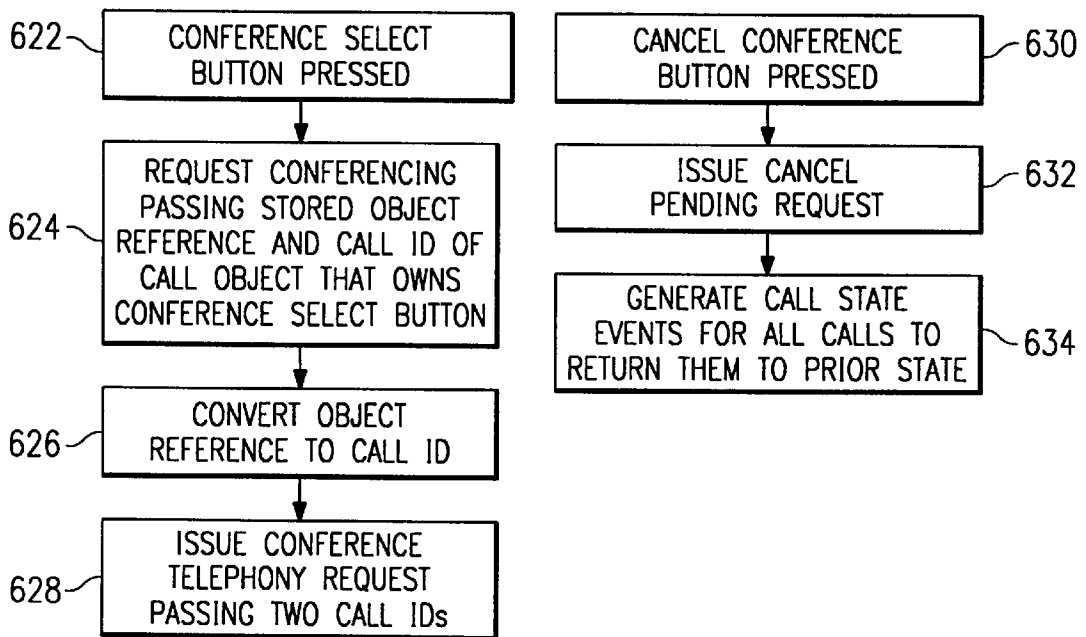 622
CONFERENCE SELECT
BUTTON PRESSED
624
REQUEST CONFERENCING
PASSING STORED OBJECT
REFERENCE AND CALL ID OF
CALL OBJECT THAT OWNS
CONFERENCE SELECT BUTTON
626
CONVERT OBJECT
REFERENCE TO CALL ID
628
ISSUE CONFERENCE
TELEPHONY REQUEST
PASSING TWO CALL IDs
CANCEL CONFERENCE
BUTTON PRESSED
630
ISSUE CANCEL
PENDING REQUEST
632
GENERATE CALL STATE
EVENTS FOR ALL CALLS TO
RETURN THEM TO PRIOR STATE
634